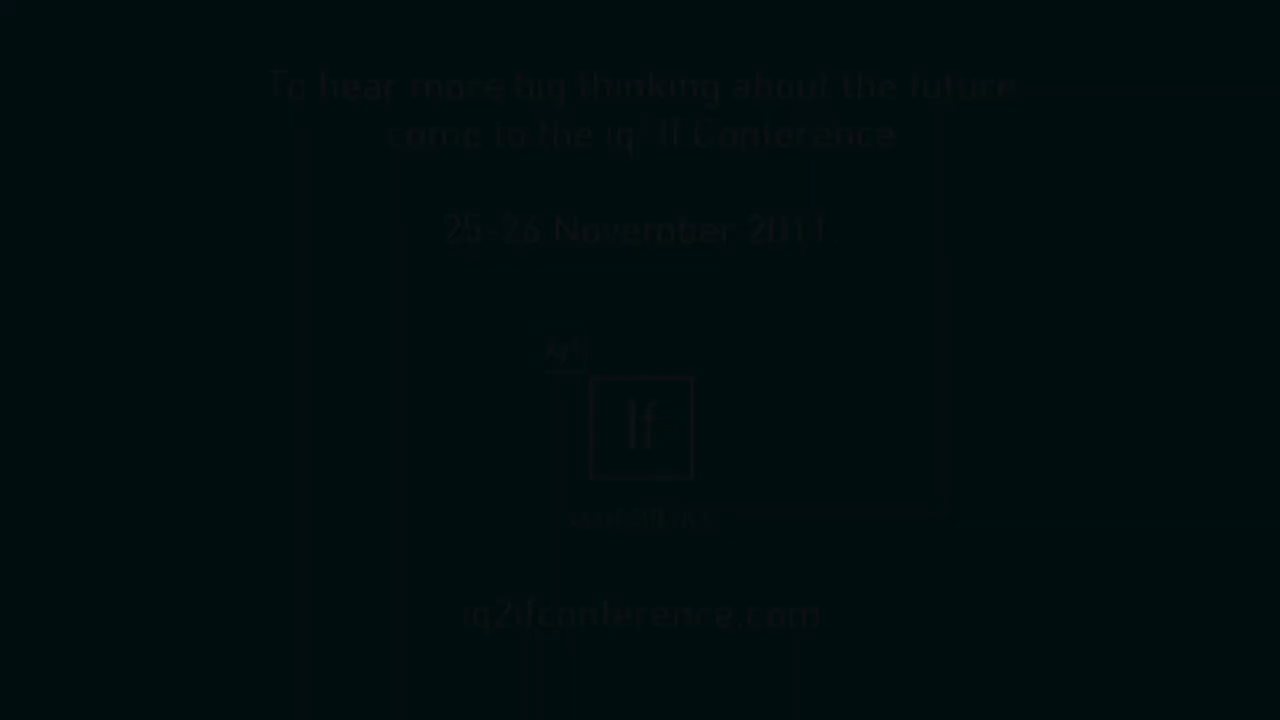 To hear more big thinking about the future
come to the iq² If Conference
25-26 November 2011
iq²
If
iq2ifconference.com